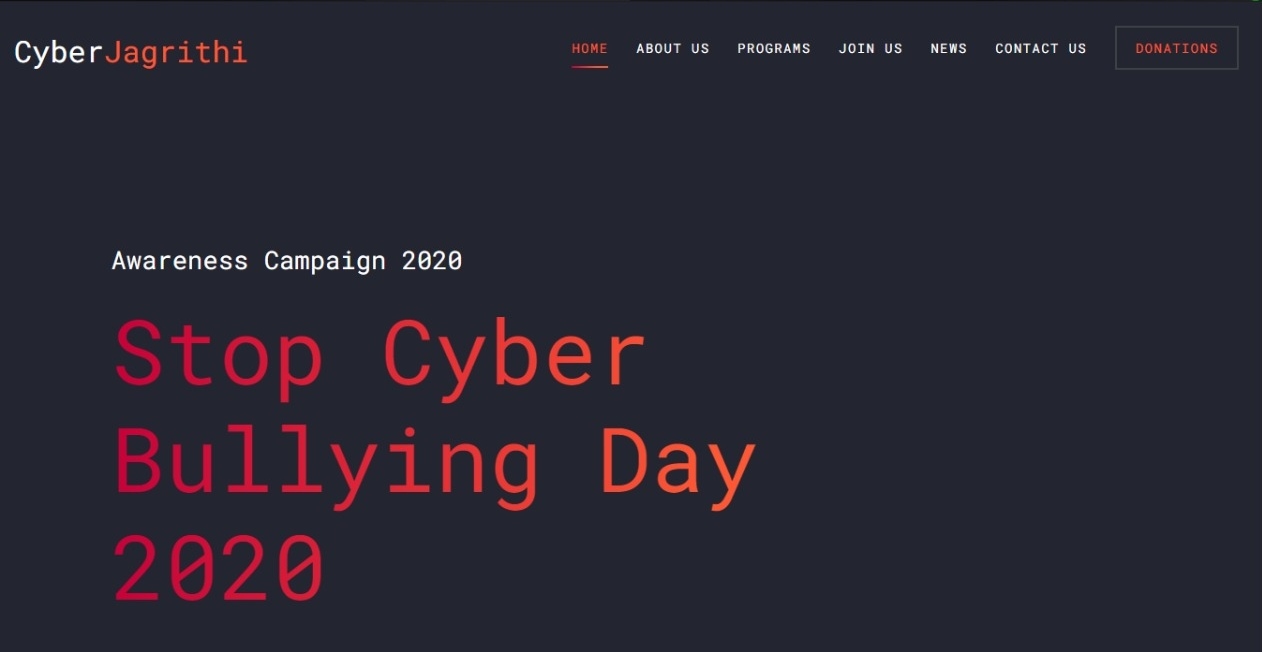 CyberJagrithi
HOME ABOUT US PROGRAMS JOIN US NEWS CONTACT US DONATIONS
Awareness Campaign 2020
Stop Cyber
Bullying Day
2020